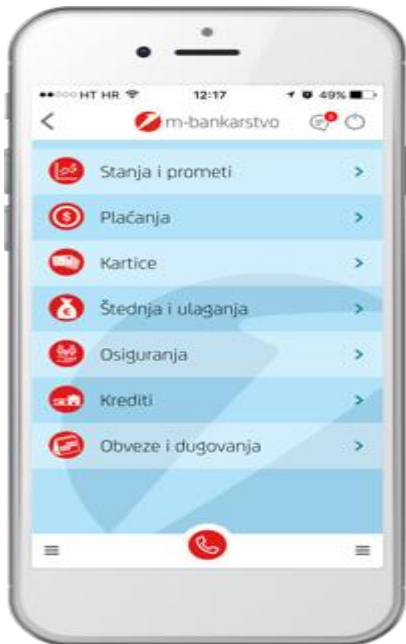 HT HR 12:17 49%
m-bankarstvo
Stanja i prometi
Plaćanja
Kartice
Štednja i ulaganja
Osiguranja
Krediti
Obveze i dugovanja